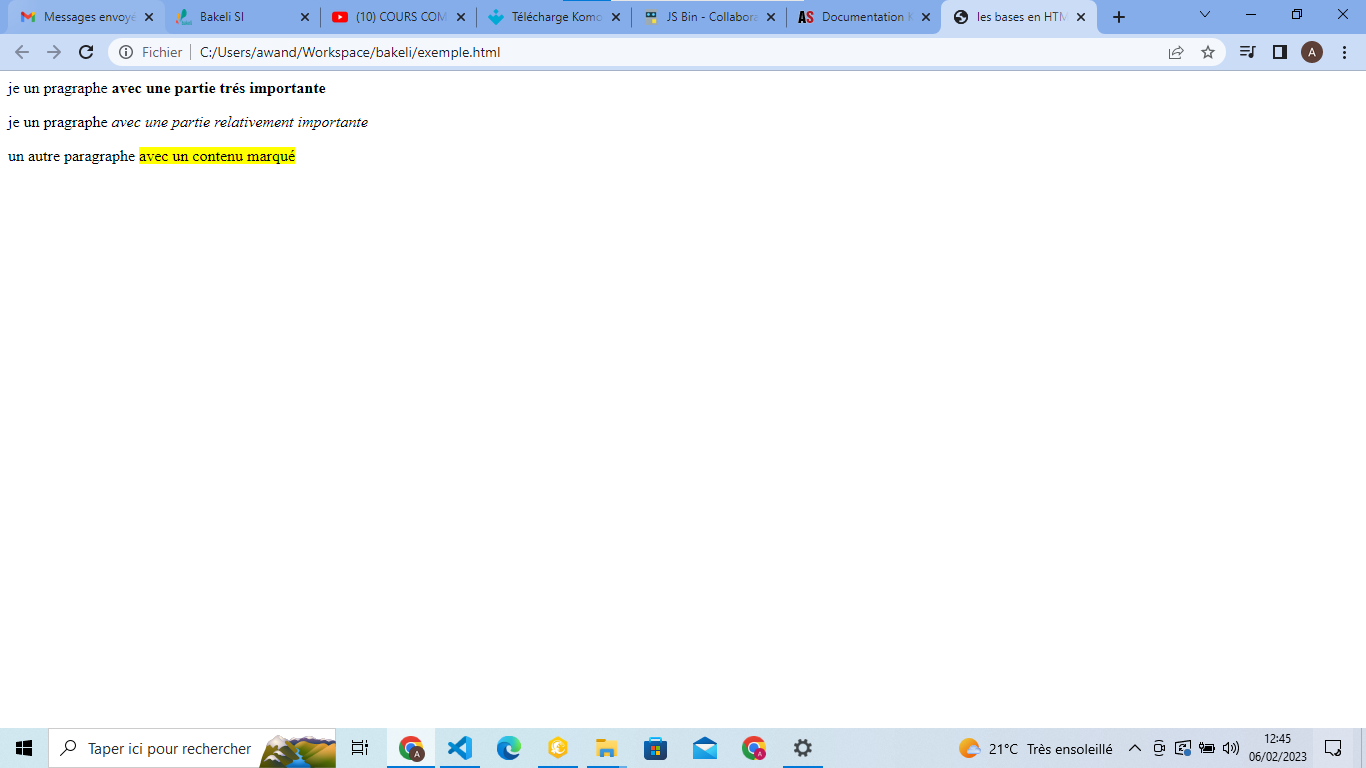 Messages envoye
Bakeli SI
(10) COURS COM
Télécharge Komo
JS Bin - Collabora
AS Documentation
les bases en HTM
Fichier
C:/Users/awand/Workspace/bakeli/exemple.html
A
je un pragraphe avec une partie trés importante
je un pragraphe avec une partie relativement importante
un autre paragraphe avec un contenu marqué
Taper ici pour rechercher
A
A
21°C Très ensoleillé
12:45
06/02/2023